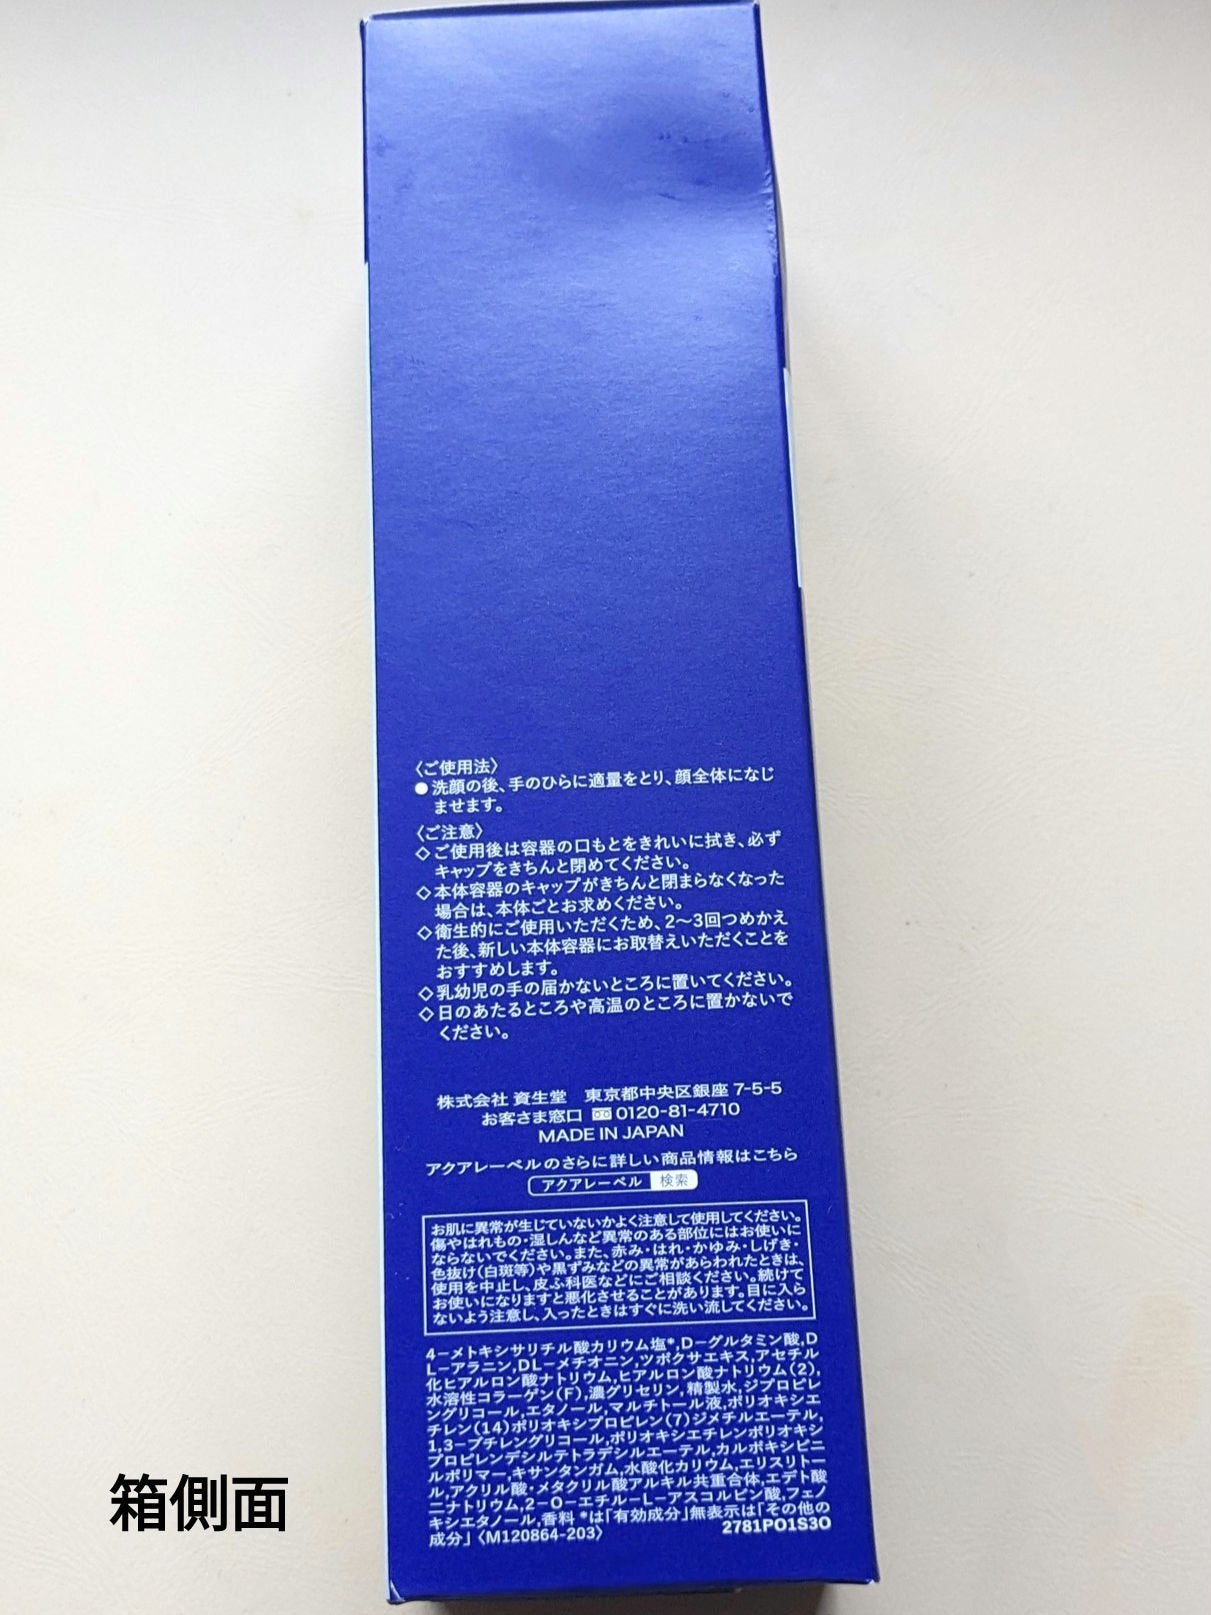 〈ご使用法〉
●洗顔の後、手のひらに適量をとり、顔全体になじ
ませます。
〈ご注意〉
◇ご使用後は容器の口もとをきれいに拭き、必ず
キャップをきちんと閉めてください。
◇本体容器のキャップがきちんと閉まらなくなった
場合は、本体ごとお求めください。
◇衛生的にご使用いただくため、2～3回つめかえ
た後、新しい本体容器にお取替えいただくことを
おすすめします。
◇乳幼児の手の届かないところに置いてください。
◇日のあたるところや高温のところに置かないで
ください。
株式会社 資生堂　東京都中央区銀座 7-5-5
お客さま窓口 0120-81-4710
MADE IN JAPAN
アクアレーベルのさらに詳しい商品情報はこちら
アクアレーベル 検索
お肌に異常が生じていないかよく注意して使用してください。
傷やはれもの・湿しんなど異常のある部位にはお使いに
ならないでください。また、赤み・はれ・かゆみ・しげき・
色抜け(白斑等)や黒ずみなどの異常があらわれたときは、
使用を中止し、皮ふ科医などにご相談ください。続けて
お使いになりますと悪化させることがあります。目に入ら
ないよう注意し、入ったときはすぐに洗い流してください。
4-メトキシサリチル酸カリウム塩*,D-グルタミン酸,D
L-アラニン,DL-メチオニン,ツボクサエキス,アセチル
化ヒアルロン酸ナトリウム,ヒアルロン酸ナトリウム(2),
水溶性コラーゲン(F),濃グリセリン,精製水,ジプロピレ
ングリコール,エタノール,マルチトール液,ポリオキシエ
チレン(14)ポリオキシプロピレン(7)ジメチルエーテル,
1,3-ブチレングリコール,ポリオキシエチレンポリオキシ
プロピレンデシルテトラデシルエーテル,カルボキシビニ
ルポリマー,キサンタンガム,水酸化カリウム,エリスリトー
ル,アクリル酸・メタクリル酸アルキル共重合体,エデト酸
二ナトリウム,2-O-エチル-L-アスコルビン酸,フェノ
キシエタノール,香料 *は「有効成分」無表示は「その他の
成分」〈M120864-203〉
2781PO1S3O
箱側面